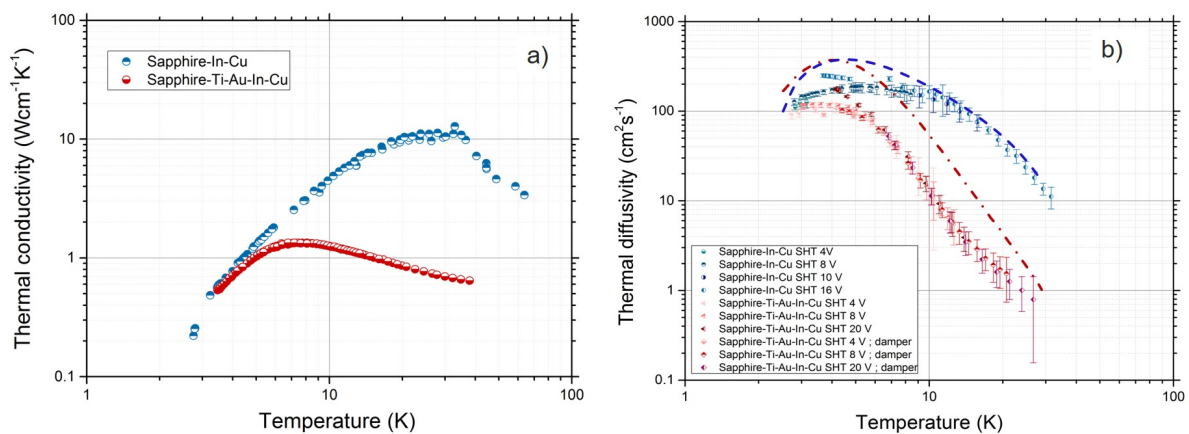 a)
Thermal conductivity (Wcm-1K-1)
100
10
1
0.1
Sapphire-In-Cu
Sapphire-Ti-Au-In-Cu
1
10
100
Temperature (K)
b)
Thermal diffusivity (cm2s-1)
1000
100
10
1
0.1
Sapphire-In-Cu SHT 4V
Sapphire-In-Cu SHT 8 V
Sapphire-In-Cu SHT 10 V
Sapphire-In-Cu SHT 16 V
Sapphire-Ti-Au-In-Cu SHT 4 V
Sapphire-Ti-Au-In-Cu SHT 8 V
Sapphire-Ti-Au-In-Cu SHT 20 V
Sapphire-Ti-Au-In-Cu SHT 4 V ; damper
Sapphire-Ti-Au-In-Cu SHT 8 V ; damper
Sapphire-Ti-Au-In-Cu SHT 20 V ; damper
1
10
100
Temperature (K)